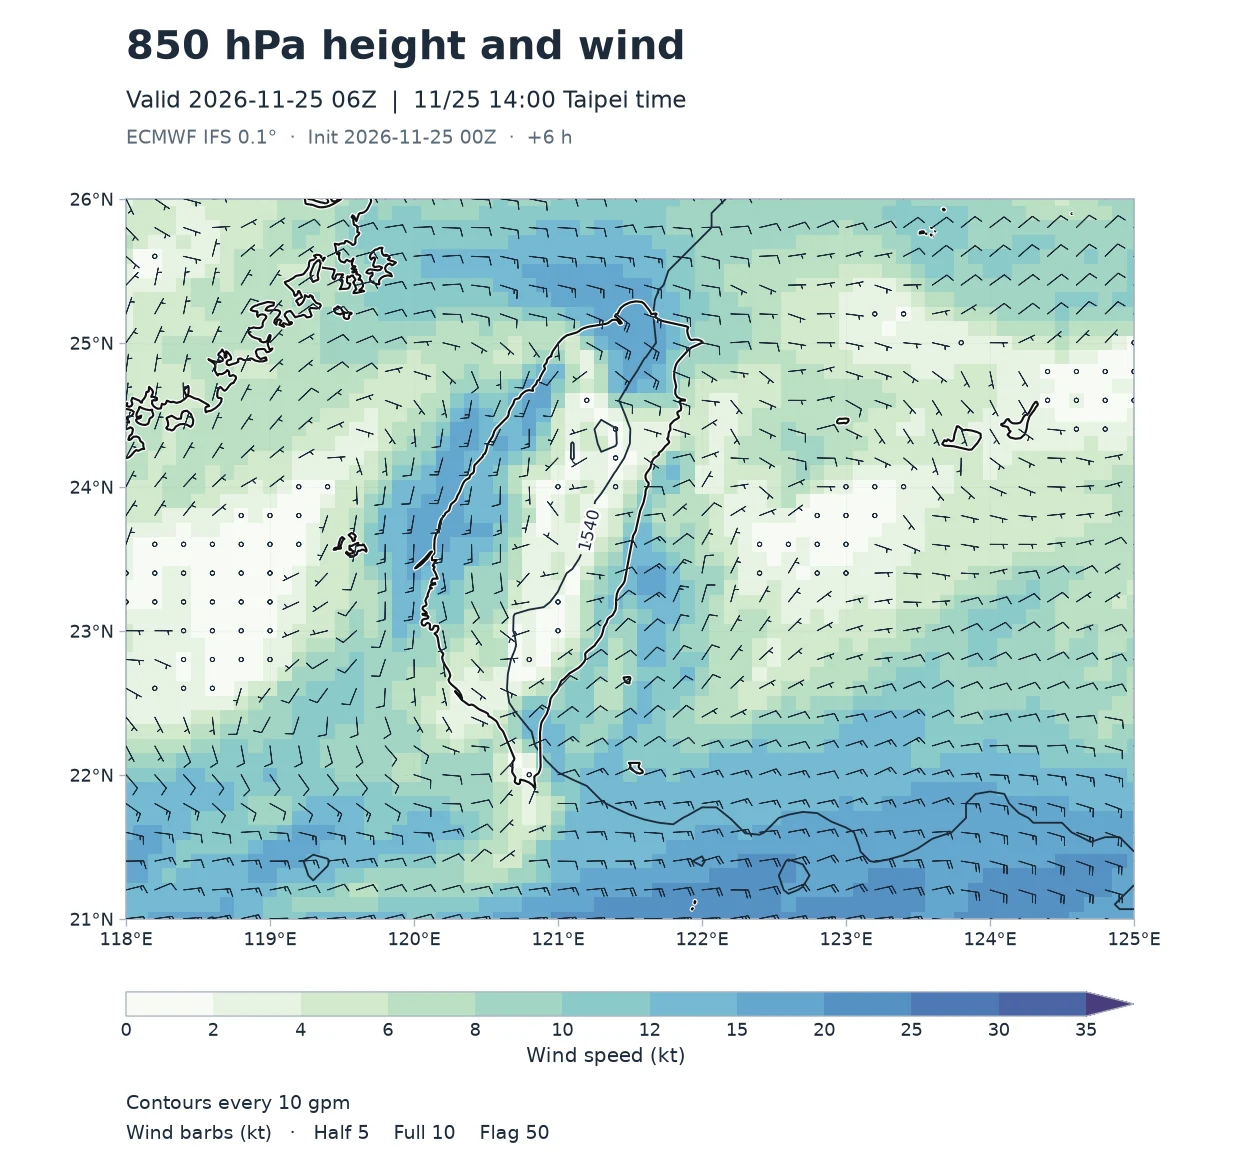 850 hPa height and wind
Valid 2026-11-25 06Z | 11/25 14:00 Taipei time
ECMWF IFS 0.1° · Init 2026-11-25 00Z · +6 h
26°N
25°N
24°N
23°N
22°N
21°N
1540
118°E 119°E 120°E 121°E 122°E 123°E 124°E 125°E
0 2 4 6 8 10 12 15 20 25 30 35
Wind speed (kt)
Contours every 10 gpm
Wind barbs (kt) · Half 5 Full 10 Flag 50